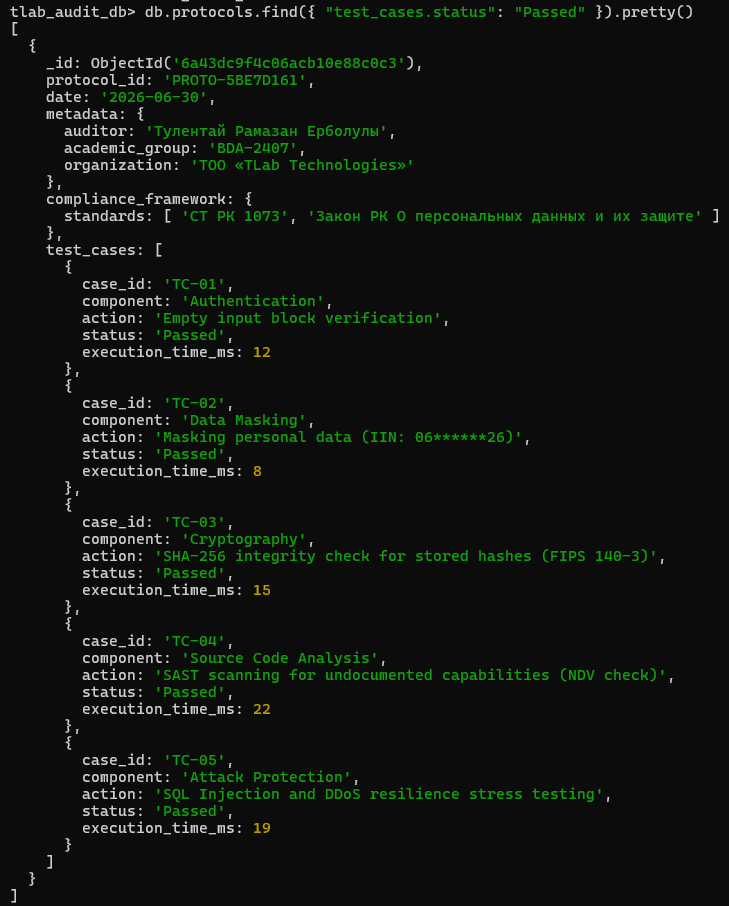 tlab_audit_db> db.protocols.find({ "test_cases.status": "Passed" }).pretty()
[
  {
    _id: ObjectId('6a43dc9f4c06acb10e88c0c3'),
    protocol_id: 'PROTO-5BE7D161',
    date: '2026-06-30',
    metadata: {
      auditor: 'Тулентай Рамазан Ерболулы',
      academic_group: 'BDA-2407',
      organization: 'ТОО «TLab Technologies»'
    },
    compliance_framework: {
      standards: [ 'СТ РК 1073', 'Закон РК О персональных данных и их защите' ]
    },
    test_cases: [
      {
        case_id: 'TC-01',
        component: 'Authentication',
        action: 'Empty input block verification',
        status: 'Passed',
        execution_time_ms: 12
      },
      {
        case_id: 'TC-02',
        component: 'Data Masking',
        action: 'Masking personal data (IIN: 06******26)',
        status: 'Passed',
        execution_time_ms: 8
      },
      {
        case_id: 'TC-03',
        component: 'Cryptography',
        action: 'SHA-256 integrity check for stored hashes (FIPS 140-3)',
        status: 'Passed',
        execution_time_ms: 15
      },
      {
        case_id: 'TC-04',
        component: 'Source Code Analysis',
        action: 'SAST scanning for undocumented capabilities (NDV check)',
        status: 'Passed',
        execution_time_ms: 22
      },
      {
        case_id: 'TC-05',
        component: 'Attack Protection',
        action: 'SQL Injection and DDoS resilience stress testing',
        status: 'Passed',
        execution_time_ms: 19
      }
    ]
  }
]